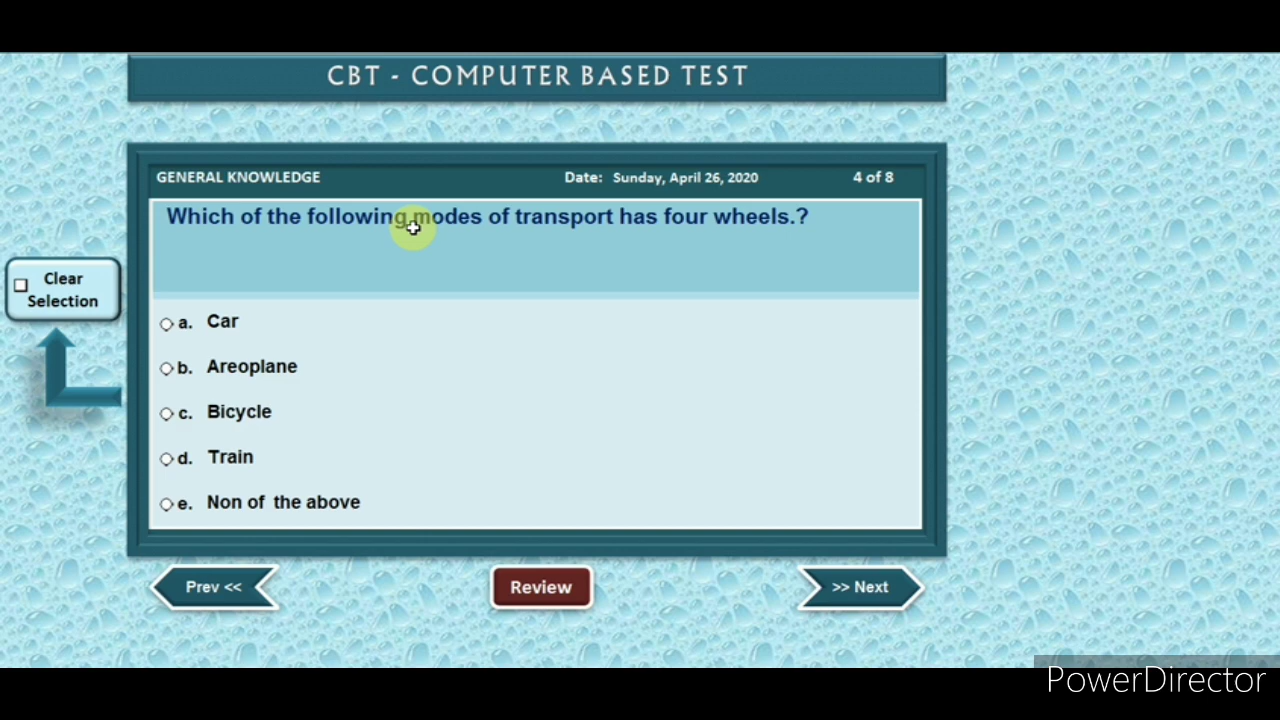 CBT - COMPUTER BASED TEST
GENERAL KNOWLEDGE Date: Sunday, April 26, 2020 4 of 8
Which of the following modes of transport has four wheels.?
Clear
Selection
a. Car
b. Areoplane
c. Bicycle
d. Train
e. Non of the above
Prev << Review >> Next
PowerDirector